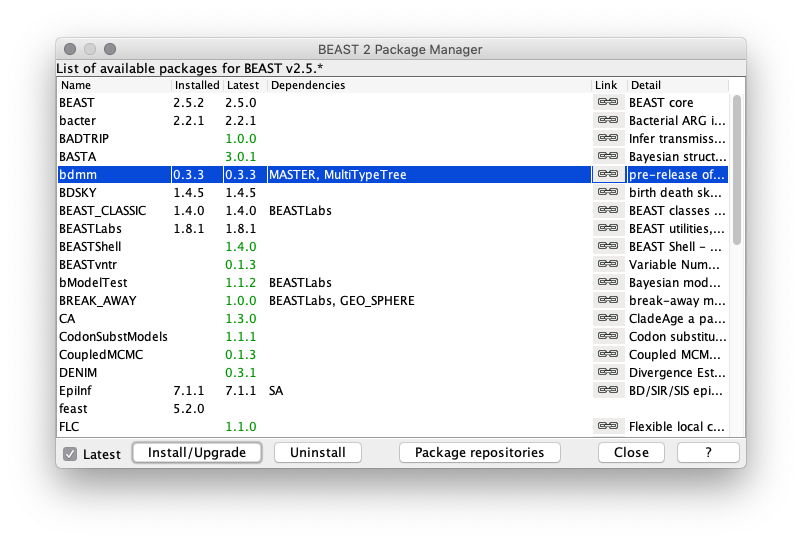 BEAST 2 Package Manager
List of available packages for BEAST v2.5.*
Name Installed Latest Dependencies Link Detail
BEAST 2.5.2 2.5.0 BEAST core
bacter 2.2.1 2.2.1 Bacterial ARG i...
BADTRIP 1.0.0 Infer transmiss...
BASTA 3.0.1 Bayesian struct...
bdmm 0.3.3 0.3.3 MASTER, MultiTypeTree pre-release of...
BDSKY 1.4.5 1.4.5 birth death sk...
BEAST_CLASSIC 1.4.0 1.4.0 BEASTLabs BEAST classes ...
BEASTLabs 1.8.1 1.8.1 BEAST utilities,...
BEASTShell 1.4.0 BEAST Shell - ...
BEASTvntr 0.1.3 Variable Num...
bModelTest 1.1.2 BEASTLabs Bayesian mod...
BREAK_AWAY 1.0.0 BEASTLabs, GEO_SPHERE break-away m...
CA 1.3.0 CladeAge a pa...
CodonSubstModels 1.1.1 Codon substitu...
CoupledMCMC 0.1.3 Coupled MCM...
DENIM 0.3.1 Divergence Est...
EpiInf 7.1.1 7.1.1 SA BD/SIR/SIS epi...
feast 5.2.0
FLC 1.1.0 Flexible local c...
Latest Install/Upgrade Uninstall Package repositories Close ?